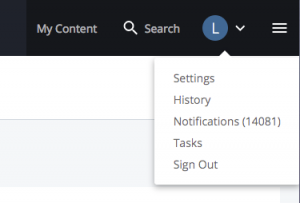 My Content Search L
Settings
History
Notifications (14081)
Tasks
Sign Out